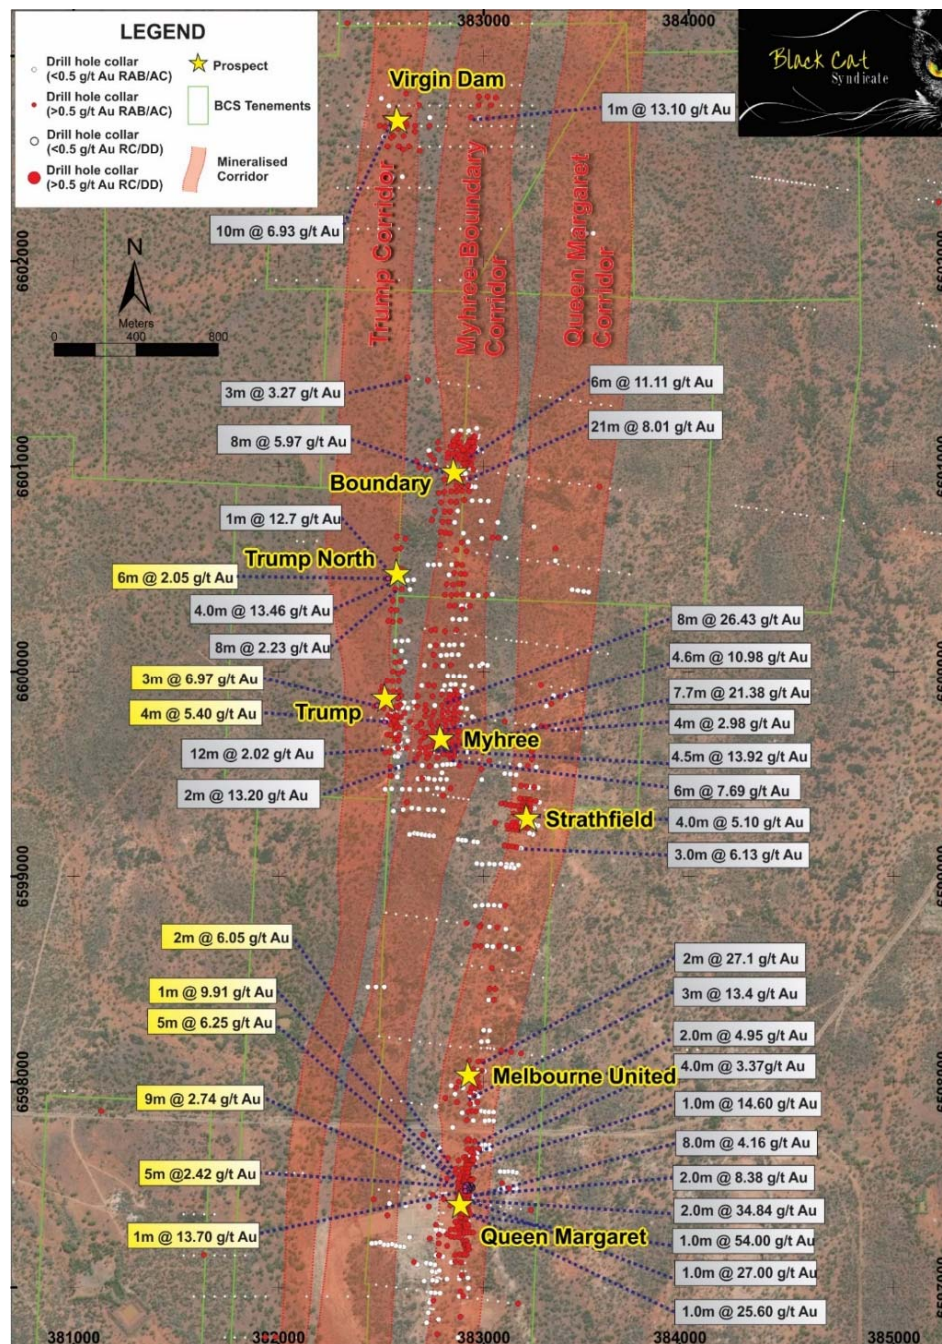 383000
384000
LEGEND
Drill hole collar
(<0.5 g/t Au RAB/AC)
Drill hole collar
(>0.5 g/t Au RAB/AC)
Drill hole collar
(<0.5 g/t Au RC/DD)
Drill hole collar
(>0.5 g/t Au RC/DD)
Prospect
BCS Tenements
Mineralised
Corridor
Black Cat
Syndicate
Virgin Dam
1m @ 13.10 g/t Au
10m @ 6.93 g/t Au
Trump Corridor
Myhree-Boundary
Corridor
Queen Margaret
Corridor
6602000
6602000
N
Meters
0 400 800
3m @ 3.27 g/t Au
6m @ 11.11 g/t Au
8m @ 5.97 g/t Au
21m @ 8.01 g/t Au
6601000
6601000
Boundary
1m @ 12.7 g/t Au
Trump North
6m @ 2.05 g/t Au
4.0m @ 13.46 g/t Au
8m @ 2.23 g/t Au
8m @ 26.43 g/t Au
4.6m @ 10.98 g/t Au
6600000
6600000
3m @ 6.97 g/t Au
7.7m @ 21.38 g/t Au
4m @ 5.40 g/t Au
Trump
4m @ 2.98 g/t Au
Myhree
12m @ 2.02 g/t Au
4.5m @ 13.92 g/t Au
2m @ 13.20 g/t Au
6m @ 7.69 g/t Au
Strathfield
4.0m @ 5.10 g/t Au
3.0m @ 6.13 g/t Au
6599000
6599000
2m @ 6.05 g/t Au
2m @ 27.1 g/t Au
1m @ 9.91 g/t Au
3m @ 13.4 g/t Au
5m @ 6.25 g/t Au
2.0m @ 4.95 g/t Au
6598000
6598000
Melbourne United
4.0m @ 3.37g/t Au
9m @ 2.74 g/t Au
1.0m @ 14.60 g/t Au
8.0m @ 4.16 g/t Au
5m @2.42 g/t Au
2.0m @ 8.38 g/t Au
2.0m @ 34.84 g/t Au
1m @ 13.70 g/t Au
Queen Margaret
1.0m @ 54.00 g/t Au
1.0m @ 27.00 g/t Au
1.0m @ 25.60 g/t Au
6597000
381000
382000
383000
384000
385000